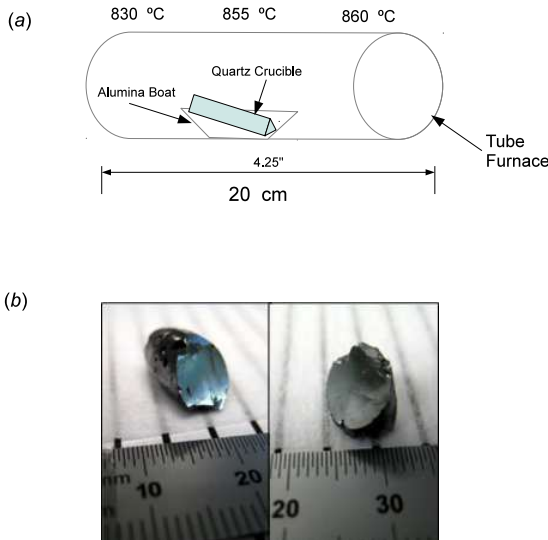 (a)
830 ºC 855 ºC 860 ºC
Quartz Crucible
Alumina Boat
Tube
Furnace
4.25"
20 cm
(b)
10 20
20 30